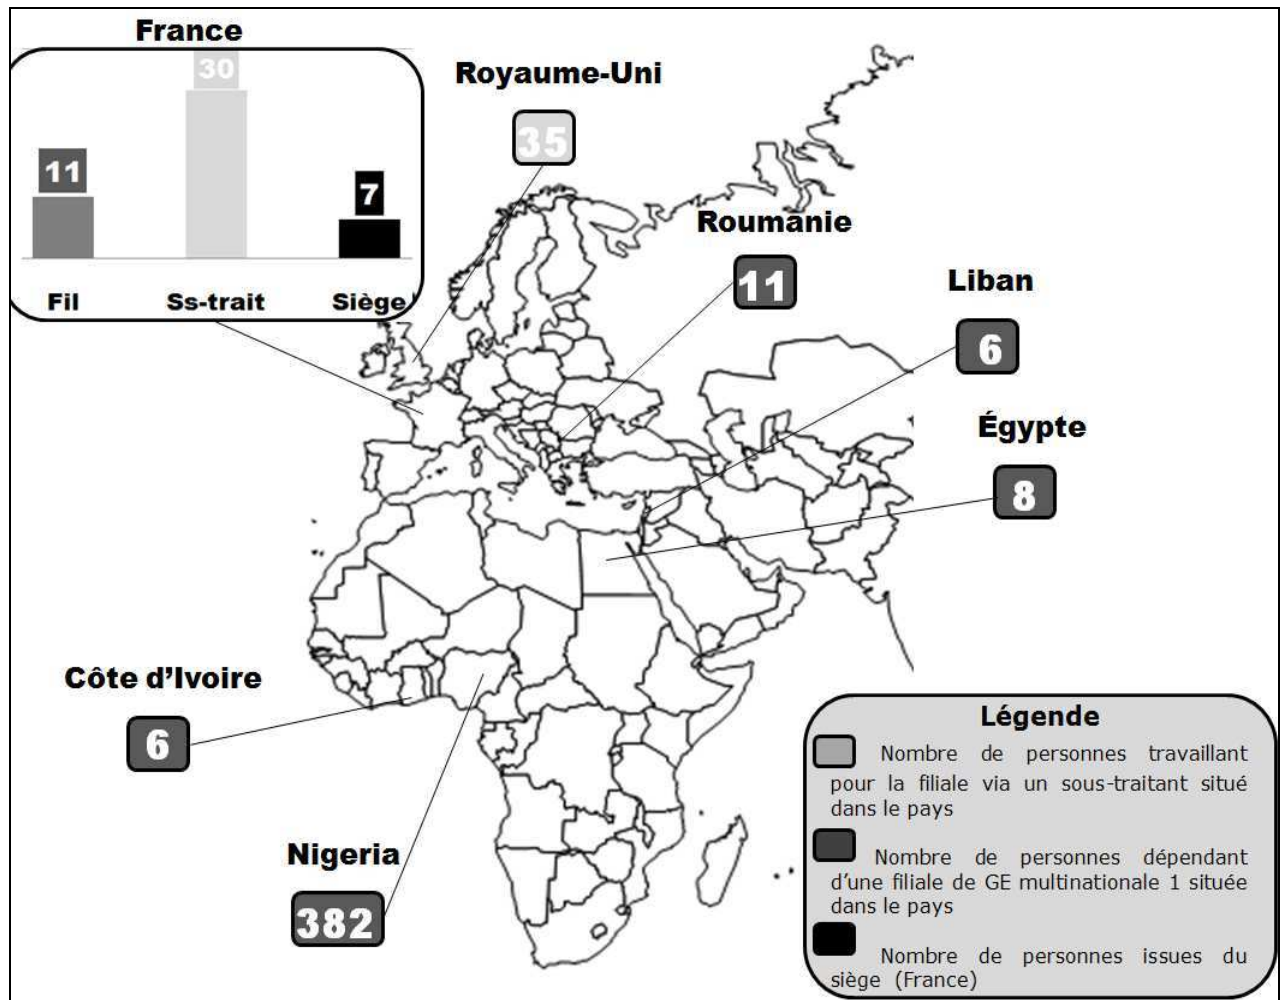 France
30
11
7
Fil Ss-trait Siège
Royaume-Uni
35
Roumanie
11
Liban
6
Égypte
8
Côte d’Ivoire
6
Nigeria
382
Légende
Nombre de personnes travaillant
pour la filiale via un sous-traitant situé
dans le pays
Nombre de personnes dépendant
d’une filiale de GE multinationale 1 située
dans le pays
Nombre de personnes issues du
siège (France)